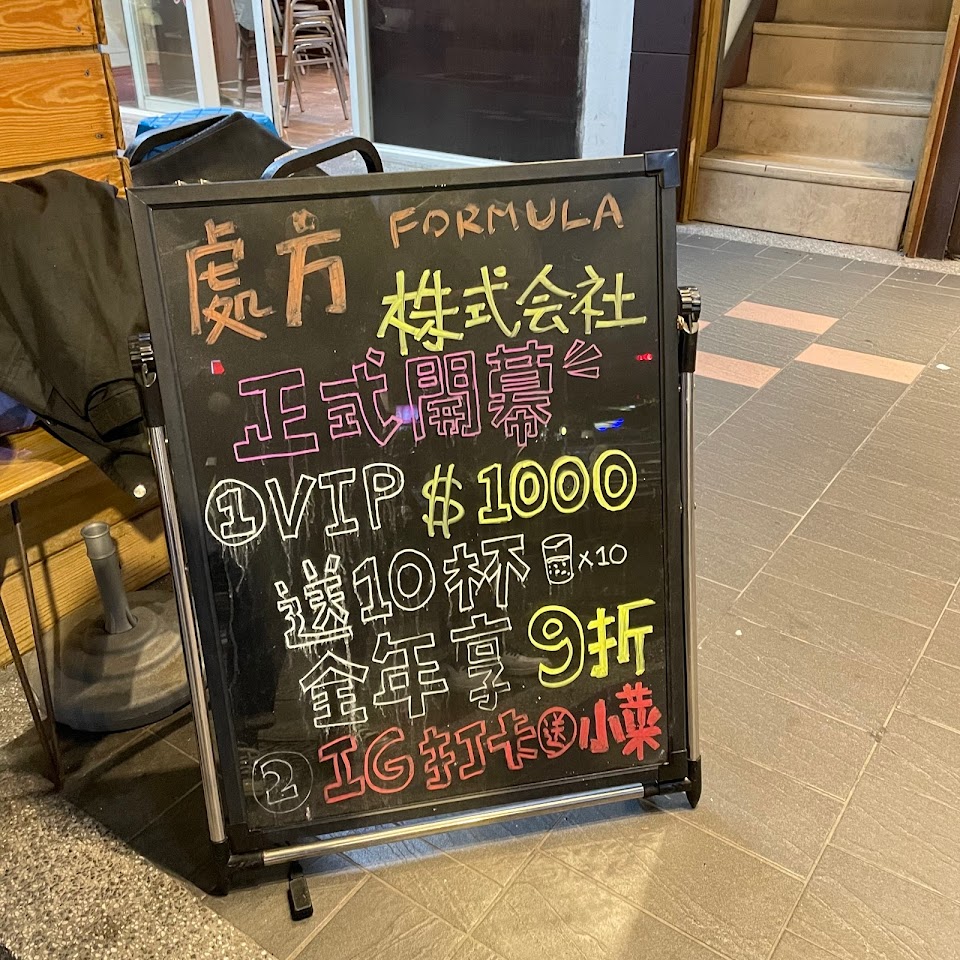 處方 FORMULA
株式会社
正式開幕
①VIP $1000
送10杯 x10
全年享 9折
② IG打卡送小菜